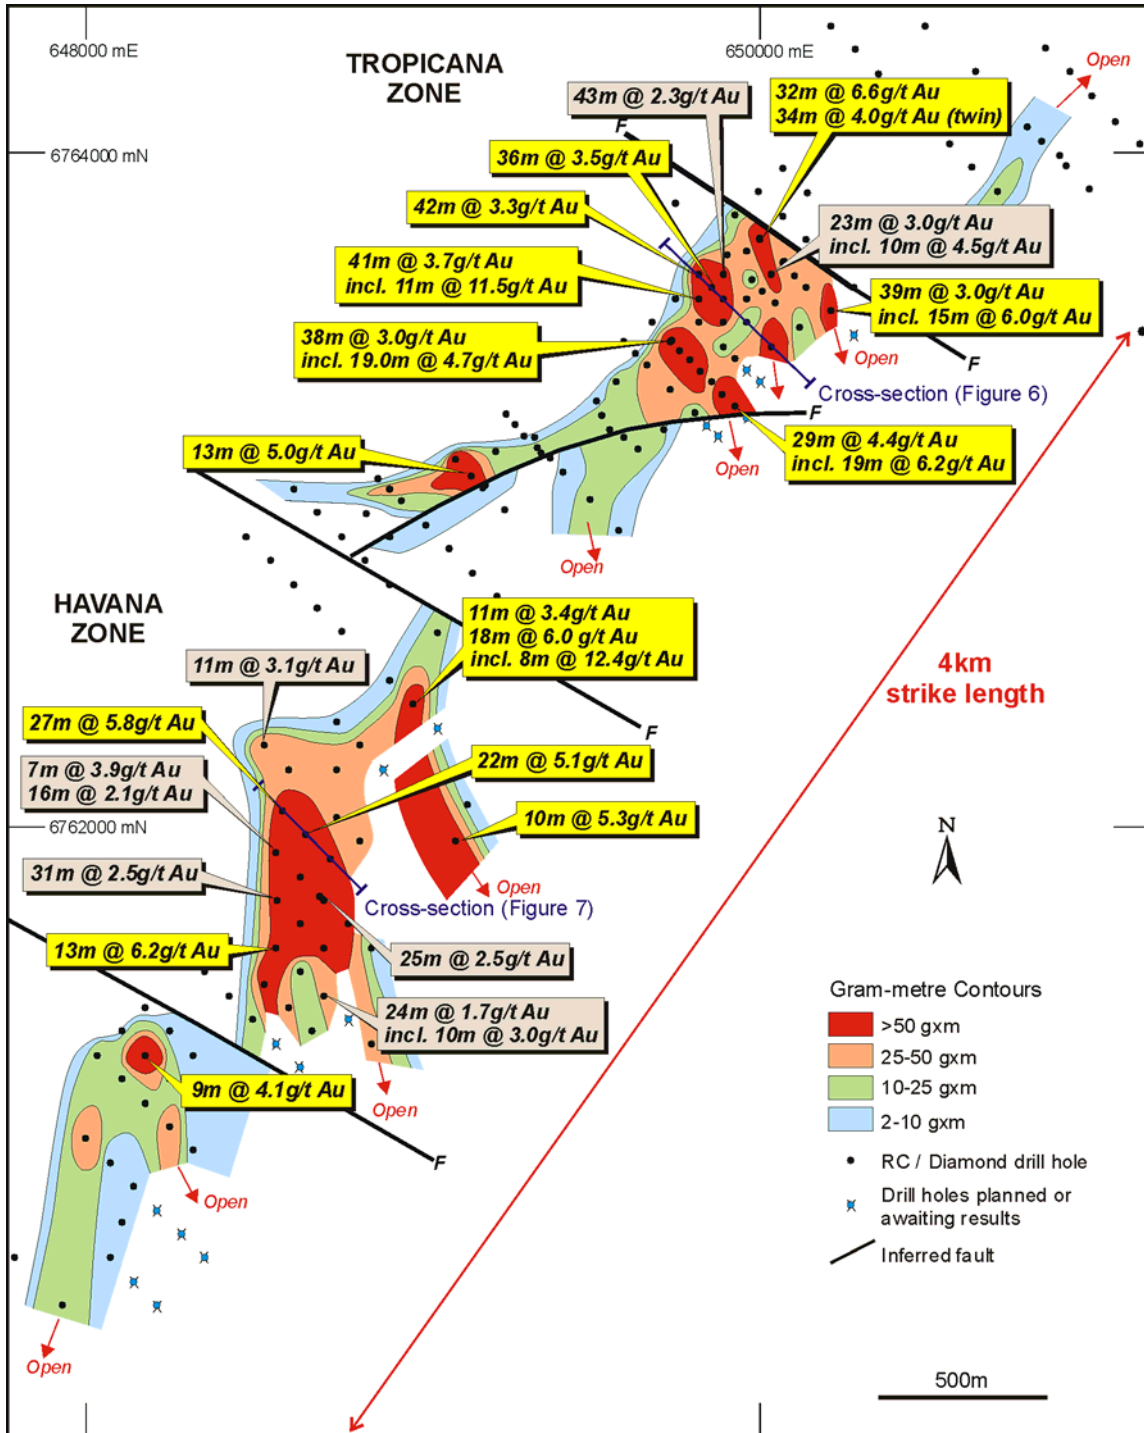 648000 mE
650000 mE
TROPICANA
ZONE
Open
43m @ 2.3g/t Au
32m @ 6.6g/t Au
34m @ 4.0g/t Au (twin)
F
6764000 mN
36m @ 3.5g/t Au
42m @ 3.3g/t Au
23m @ 3.0g/t Au
incl. 10m @ 4.5g/t Au
41m @ 3.7g/t Au
incl. 11m @ 11.5g/t Au
39m @ 3.0g/t Au
incl. 15m @ 6.0g/t Au
38m @ 3.0g/t Au
incl. 19.0m @ 4.7g/t Au
Open
F
Cross-section (Figure 6)
F
29m @ 4.4g/t Au
incl. 19m @ 6.2g/t Au
13m @ 5.0g/t Au
Open
Open
HAVANA
ZONE
11m @ 3.4g/t Au
18m @ 6.0 g/t Au
incl. 8m @ 12.4g/t Au
11m @ 3.1g/t Au
4km
strike length
27m @ 5.8g/t Au
F
7m @ 3.9g/t Au
16m @ 2.1g/t Au
22m @ 5.1g/t Au
6762000 mN
10m @ 5.3g/t Au
N
31m @ 2.5g/t Au
Open
Cross-section (Figure 7)
13m @ 6.2g/t Au
25m @ 2.5g/t Au
24m @ 1.7g/t Au
incl. 10m @ 3.0g/t Au
9m @ 4.1g/t Au
Open
F
Open
Open
Gram-metre Contours
>50 gxm
25-50 gxm
10-25 gxm
2-10 gxm
RC / Diamond drill hole
Drill holes planned or
awaiting results
Inferred fault
500m